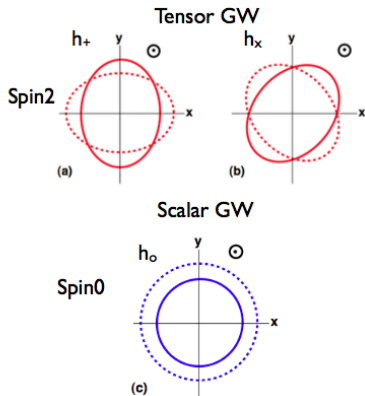 Tensor GW
h+ y hx y
Spin2 x x
(a) (b)
Scalar GW
y
ho
Spin0 x
(c)